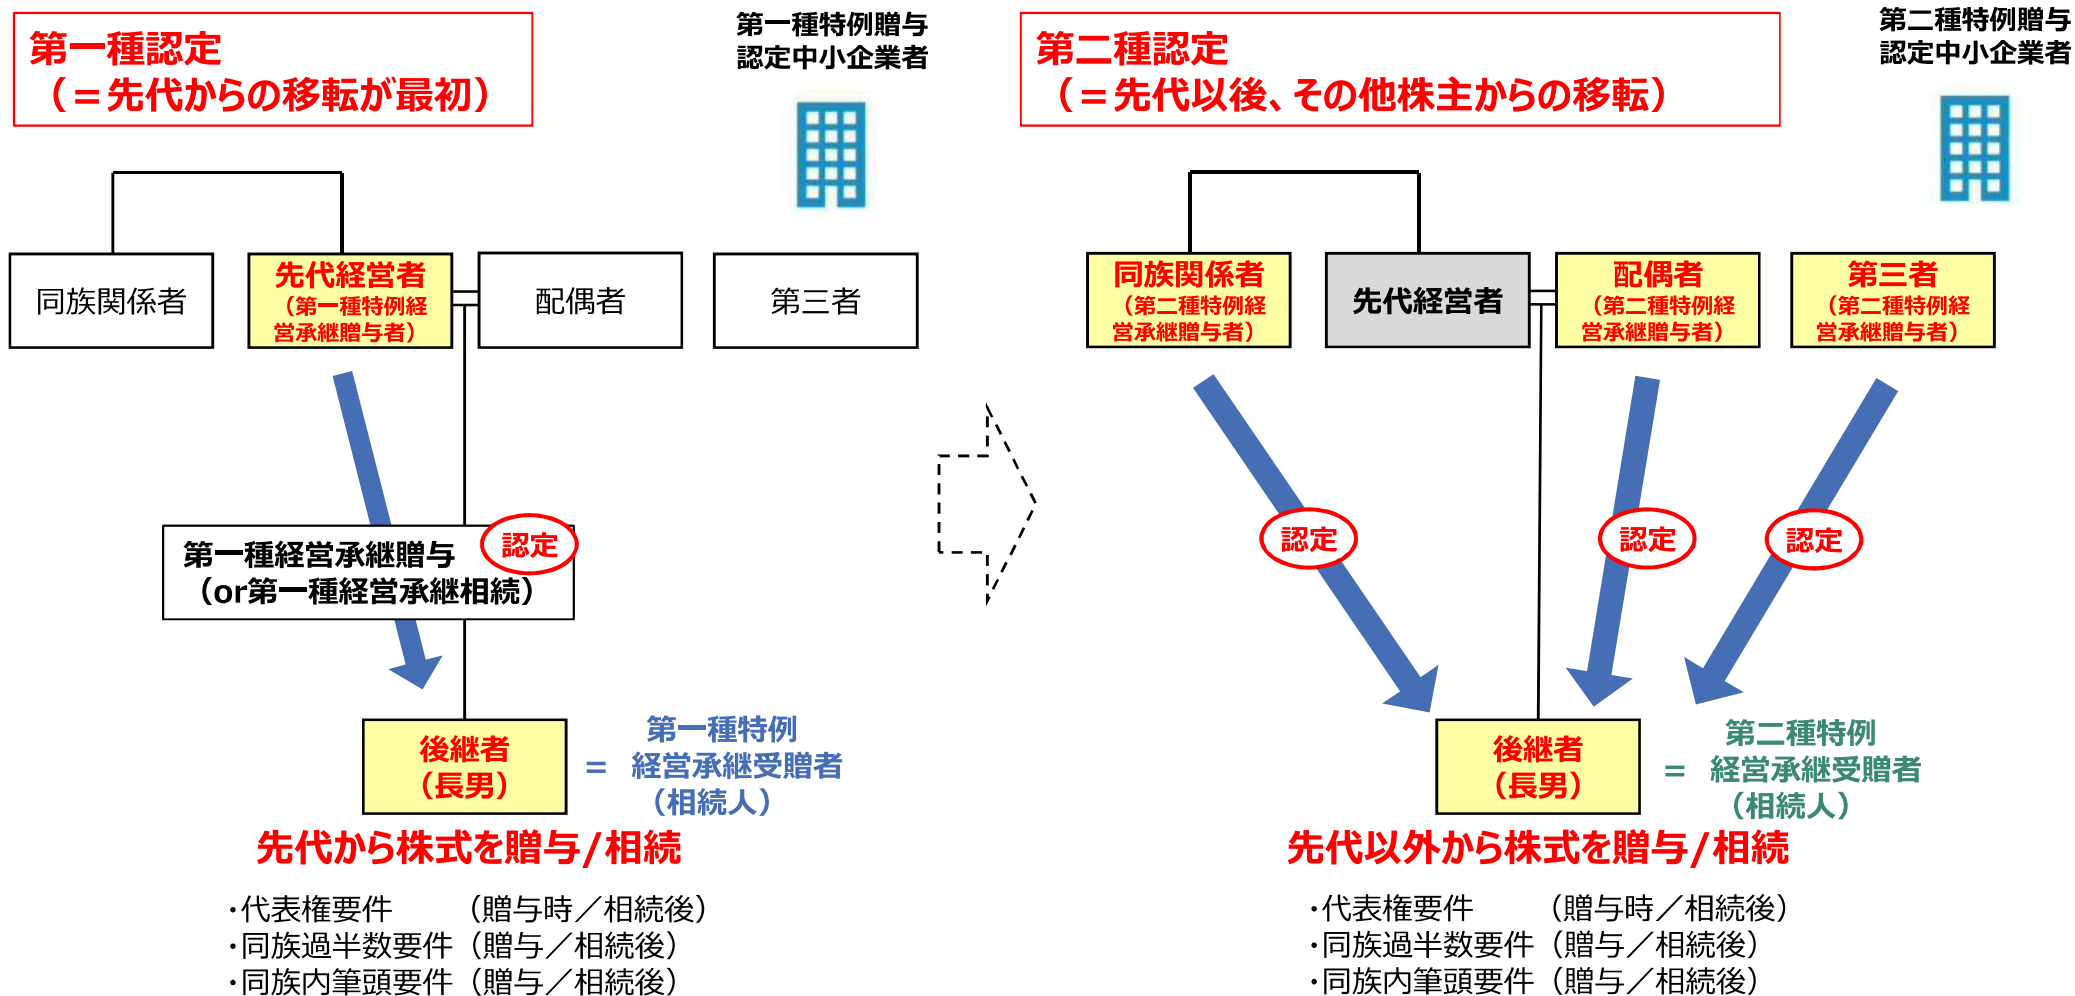 第一種認定
（＝先代からの移転が最初）
第一種特例贈与
認定中小企業者
同族関係者
先代経営者
（第一種特例経
営承継贈与者）
配偶者
第三者
第一種経営承継贈与
（or第一種経営承継相続）
認定
後継者
（長男）
＝
第一種特例
経営承継受贈者
（相続人）
先代から株式を贈与/相続
・代表権要件　　（贈与時／相続後）
・同族過半数要件（贈与／相続後）
・同族内筆頭要件（贈与／相続後）
第二種認定
（＝先代以後、その他株主からの移転）
第二種特例贈与
認定中小企業者
同族関係者
（第二種特例経
営承継贈与者）
先代経営者
配偶者
（第二種特例経
営承継贈与者）
第三者
（第二種特例経
営承継贈与者）
認定
認定
認定
後継者
（長男）
＝
第二種特例
経営承継受贈者
（相続人）
先代以外から株式を贈与/相続
・代表権要件　　（贈与時／相続後）
・同族過半数要件（贈与／相続後）
・同族内筆頭要件（贈与／相続後）